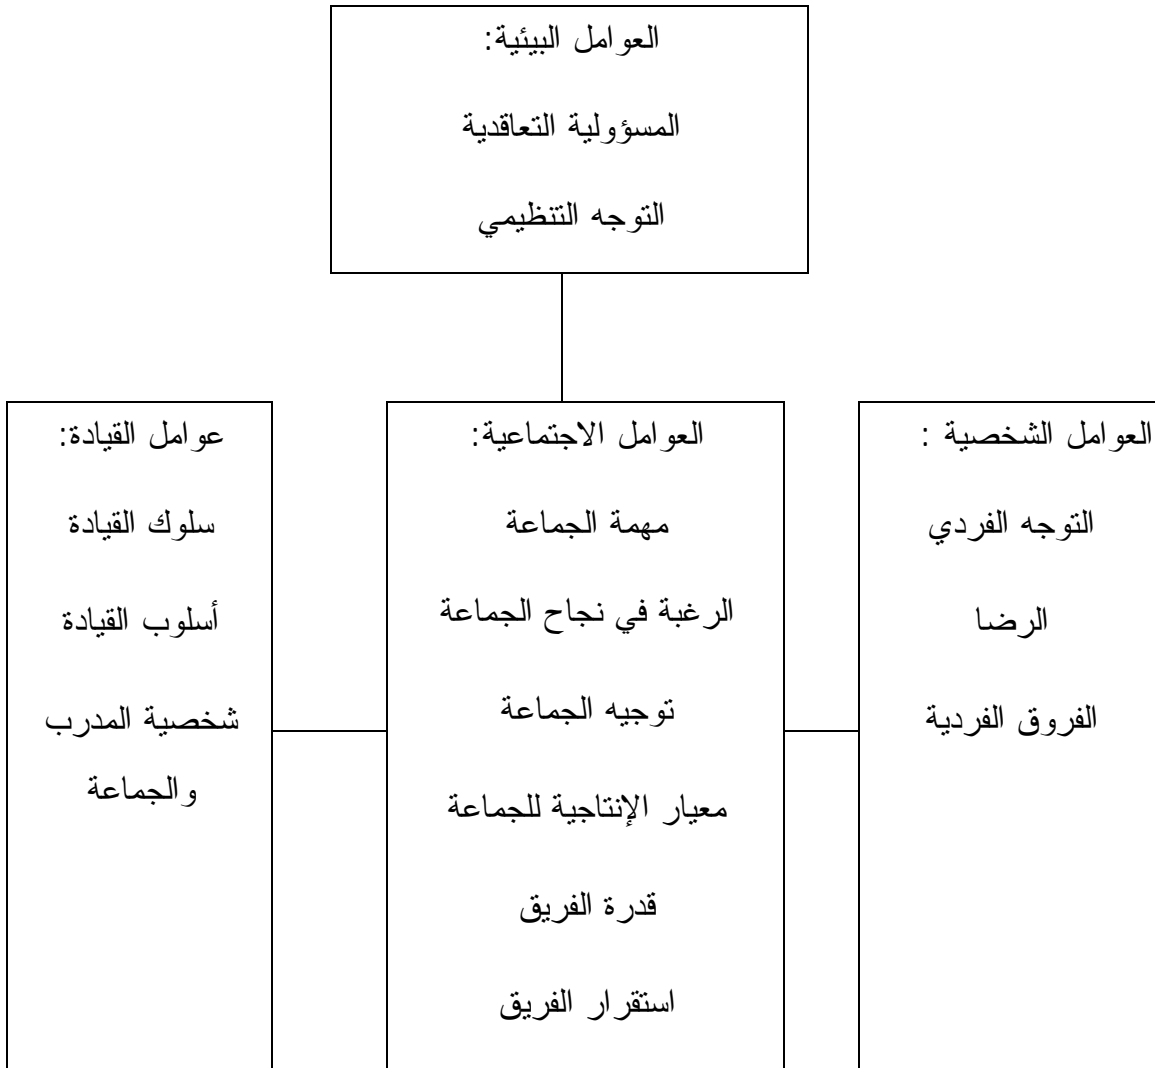 العوامل البيئية:
المسؤولية التعاقدية
التوجه التنظيمي
العوامل الشخصية :
التوجه الفردي
الرضا
الفروق الفردية
العوامل الاجتماعية:
مهمة الجماعة
الرغبة في نجاح الجماعة
توجيه الجماعة
معيار الإنتاجية للجماعة
قدرة الفريق
استقرار الفريق
عوامل القيادة:
سلوك القيادة
أسلوب القيادة
شخصية المدرب
والجماعة